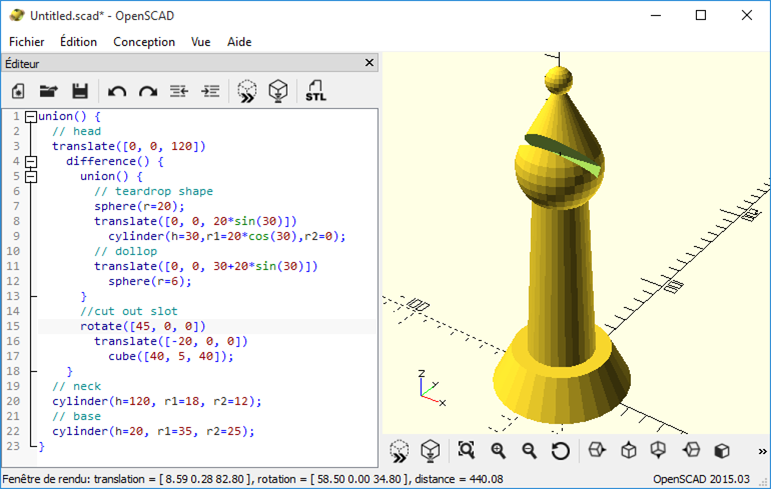 Untitled.scad* - OpenSCAD
Fichier Édition Conception Vue Aide
Éditeur
STL
1 union() {
2 // head
3 translate([0, 0, 120])
4 difference() {
5 union() {
6 // teardrop shape
7 sphere(r=20);
8 translate([0, 0, 20*sin(30)])
9 cylinder(h=30,r1=20*cos(30),r2=0);
10 // dollop
11 translate([0, 0, 30+20*sin(30)])
12 sphere(r=6);
13 }
14 //cut out slot
15 rotate([45, 0, 0])
16 translate([-20, 0, 0])
17 cube([40, 5, 40]);
18 }
19 // neck
20 cylinder(h=120, r1=18, r2=12);
21 // base
22 cylinder(h=20, r1=35, r2=25);
23 }
z
y
x
Fenêtre de rendu: translation = [ 8.59 0.28 82.80 ], rotation = [ 58.50 0.00 34.80 ], distance = 440.08
OpenSCAD 2015.03